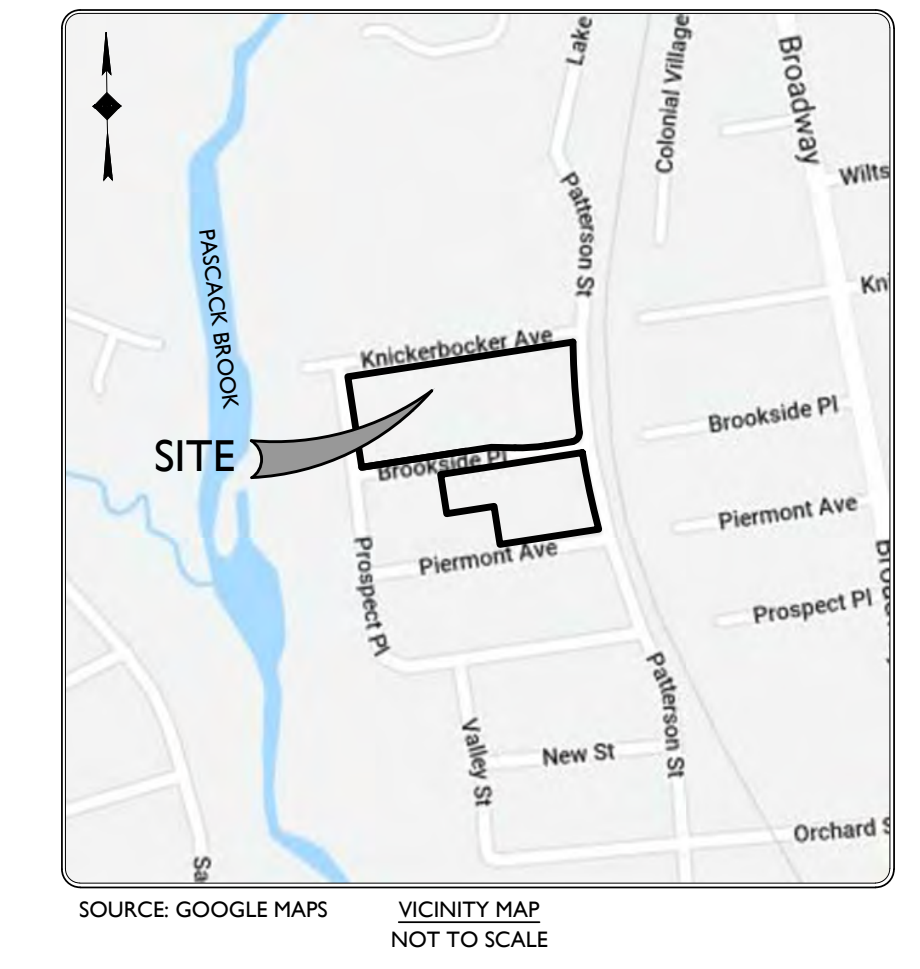 Lake
Colonial Village
Broadway
Wilts
Patterson St
PASCACK BROOK
Kni
Knickerbocker Ave
Brookside Pl
SITE
Brookside Pl
Piermont Ave
Prospect Pl
Piermont Ave
Prospect Pl
Patterson St
Valley St
New St
Orchard S
Sa
SOURCE: GOOGLE MAPS
VICINITY MAP
NOT TO SCALE